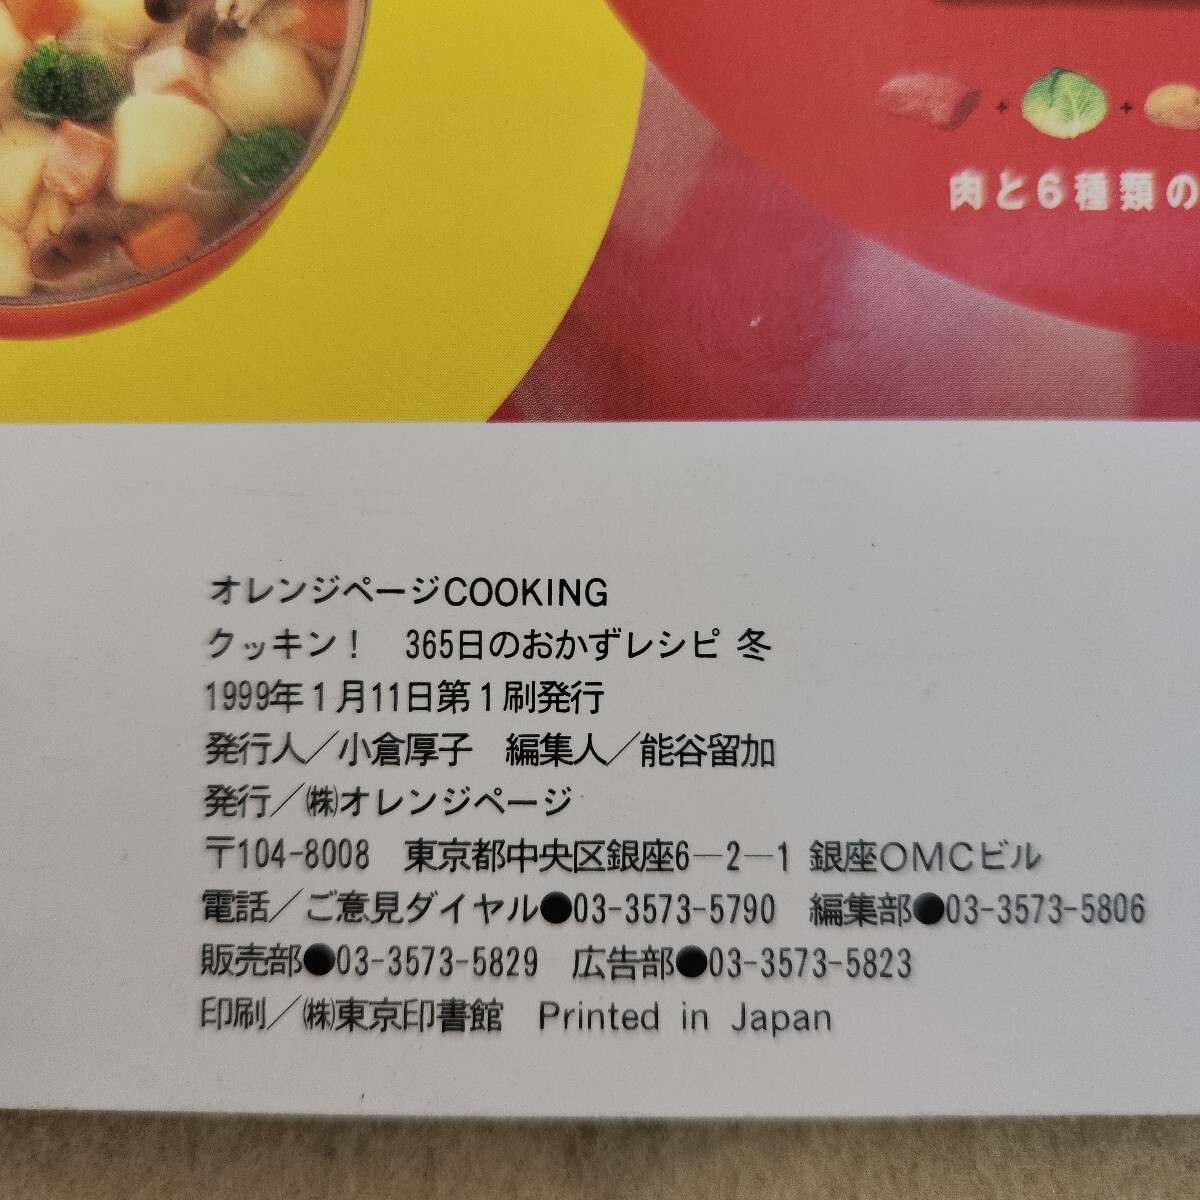 肉と6種類の
オレンジページCOOKING
クッキン！　365日のおかずレシピ 冬
1999年1月11日第1刷発行
発行人／小倉厚子　編集人／能谷留加
発行／㈱オレンジページ
〒104-8008　東京都中央区銀座6—2—1 銀座OMCビル
電話／ご意見ダイヤル●03-3573-5790　編集部●03-3573-5806
販売部●03-3573-5829　広告部●03-3573-5823
印刷／㈱東京印書館　Printed in Japan